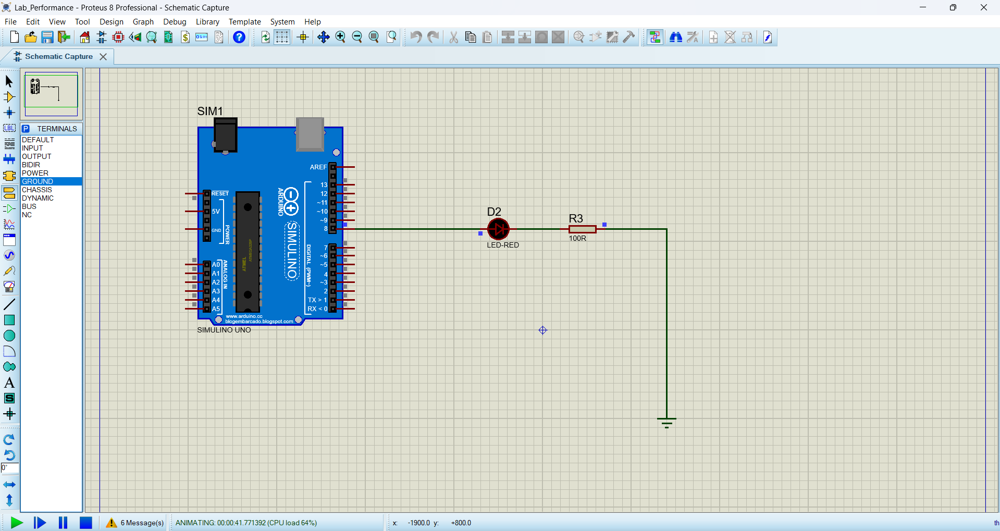 Lab_Performance - Proteus 8 Professional - Schematic Capture
File Edit View Tool Design Graph Debug Library Template System Help
Schematic Capture
TERMINALS
DEFAULT
INPUT
OUTPUT
BIDIR
POWER
GROUND
CHASSIS
DYNAMIC
BUS
NC
LBL
P
A
S
0°
SIM1
AREF
13
12
~11
~10
~9
8
7
~6
~5
4
~3
2
TX > 1
RX < 0
RESET
5V
GND
POWER
A0
A1
A2
A3
A4
A5
ANALOG IN
ATMEL
ATMEGA328P
ARDUINO
SIMULINO
DIGITAL (PWM~)
www.arduino.cc
blogembarcado.blogspot.com
SIMULINO UNO
D2
LED-RED
R3
100R
6 Message(s)
ANIMATING: 00:00:41.771392 (CPU load 64%)
x: -1900.0 y: +800.0
th